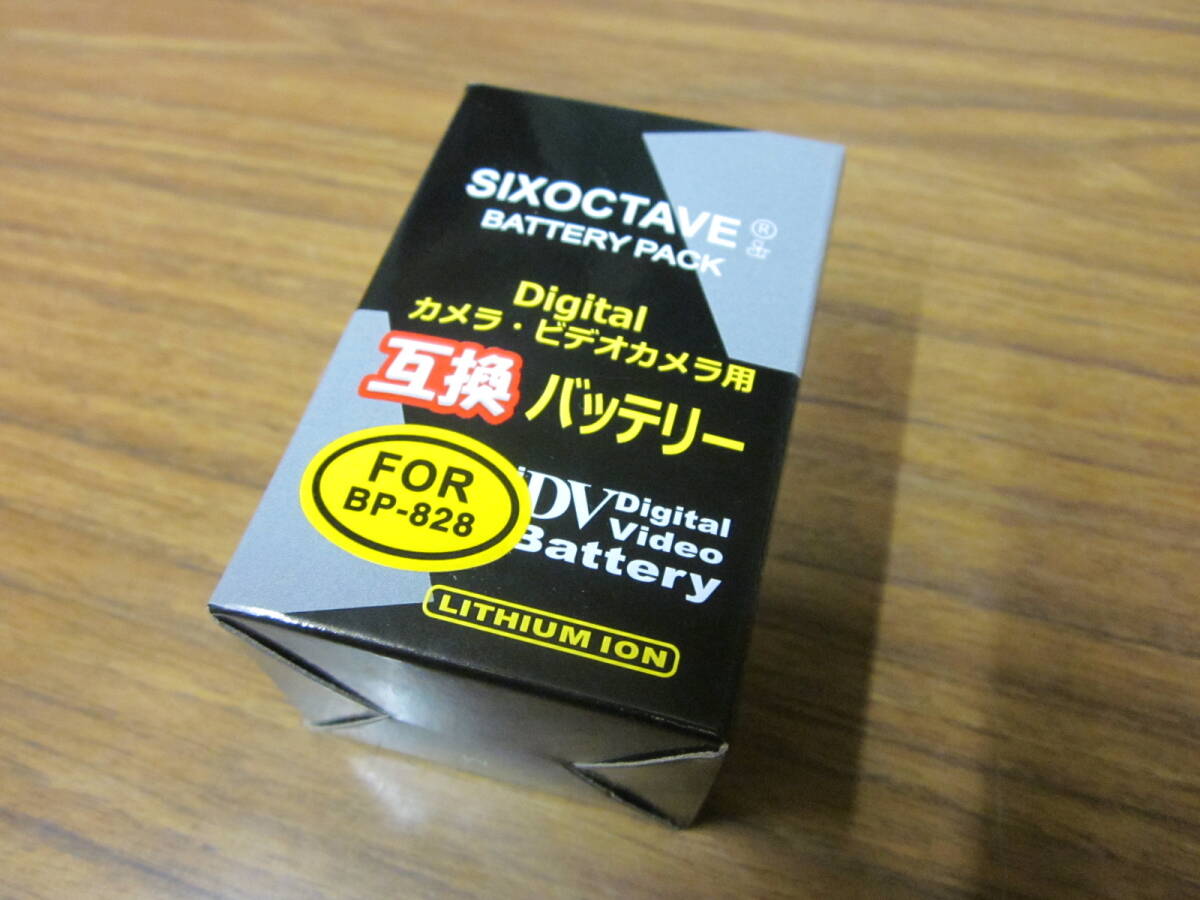 SIXOCTAVE ®
BATTERY PACK
Digital
カメラ・ビデオカメラ用
互換 バッテリー
FOR
BP-828
DV Digital
Video
Battery
LITHIUM ION